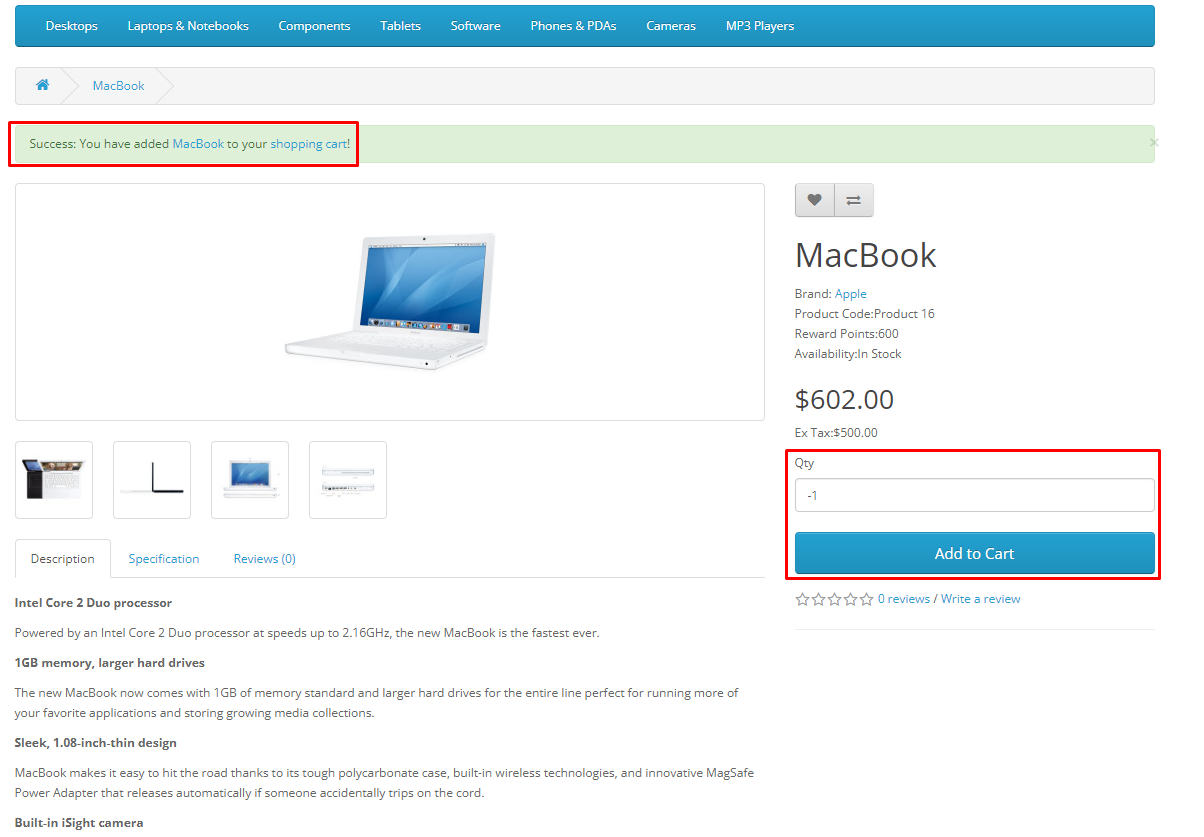 Desktops Laptops & Notebooks Components Tablets Software Phones & PDAs Cameras MP3 Players
MacBook
Success: You have added MacBook to your shopping cart!
×
MacBook
Brand: Apple
Product Code:Product 16
Reward Points:600
Availability:In Stock
$602.00
Ex Tax:$500.00
Qty
-1
Add to Cart
0 reviews / Write a review
Description Specification Reviews (0)
Intel Core 2 Duo processor
Powered by an Intel Core 2 Duo processor at speeds up to 2.16GHz, the new MacBook is the fastest ever.
1GB memory, larger hard drives
The new MacBook now comes with 1GB of memory standard and larger hard drives for the entire line perfect for running more of
your favorite applications and storing growing media collections.
Sleek, 1.08-inch-thin design
MacBook makes it easy to hit the road thanks to its tough polycarbonate case, built-in wireless technologies, and innovative MagSafe
Power Adapter that releases automatically if someone accidentally trips on the cord.
Built-in iSight camera